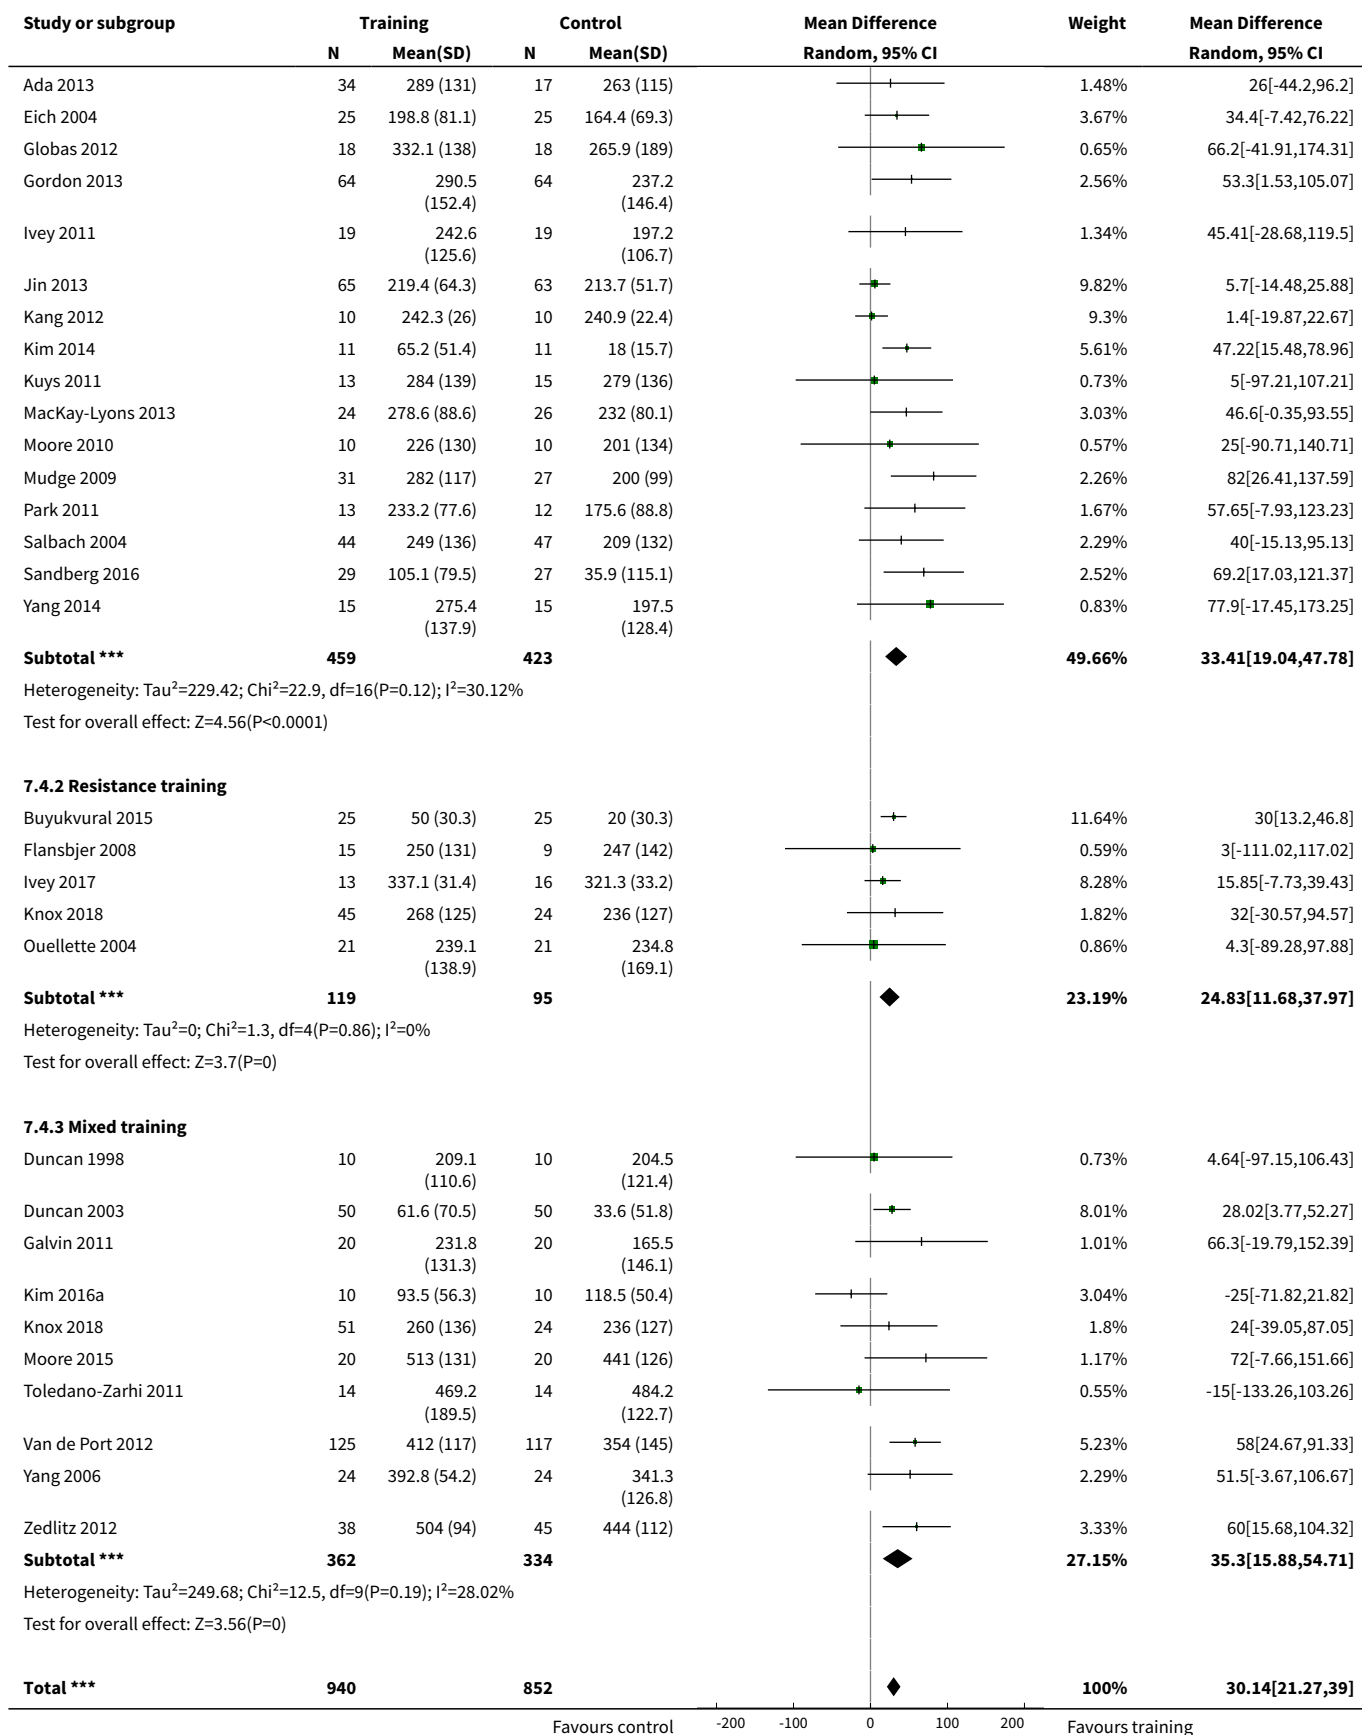 Study or subgroup Training Control Mean Difference Weight Mean Difference
N Mean(SD) N Mean(SD) Random, 95% CI Random, 95% CI
Ada 2013 34 289 (131) 17 263 (115) 1.48% 26[-44.2,96.2]
Eich 2004 25 198.8 (81.1) 25 164.4 (69.3) 3.67% 34.4[-7.42,76.22]
Globas 2012 18 332.1 (138) 18 265.9 (189) 0.65% 66.2[-41.91,174.31]
Gordon 2013 64 290.5 64 237.2 2.56% 53.3[1.53,105.07]
(152.4) (146.4)
Ivey 2011 19 242.6 19 197.2 1.34% 45.41[-28.68,119.5]
(125.6) (106.7)
Jin 2013 65 219.4 (64.3) 63 213.7 (51.7) 9.82% 5.7[-14.48,25.88]
Kang 2012 10 242.3 (26) 10 240.9 (22.4) 9.3% 1.4[-19.87,22.67]
Kim 2014 11 65.2 (51.4) 11 18 (15.7) 5.61% 47.22[15.48,78.96]
Kuys 2011 13 284 (139) 15 279 (136) 0.73% 5[-97.21,107.21]
MacKay-Lyons 2013 24 278.6 (88.6) 26 232 (80.1) 3.03% 46.6[-0.35,93.55]
Moore 2010 10 226 (130) 10 201 (134) 0.57% 25[-90.71,140.71]
Mudge 2009 31 282 (117) 27 200 (99) 2.26% 82[26.41,137.59]
Park 2011 13 233.2 (77.6) 12 175.6 (88.8) 1.67% 57.65[-7.93,123.23]
Salbach 2004 44 249 (136) 47 209 (132) 2.29% 40[-15.13,95.13]
Sandberg 2016 29 105.1 (79.5) 27 35.9 (115.1) 2.52% 69.2[17.03,121.37]
Yang 2014 15 275.4 15 197.5 0.83% 77.9[-17.45,173.25]
(137.9) (128.4)
Subtotal *** 459 423 49.66% 33.41[19.04,47.78]
Heterogeneity: Tau²=229.42; Chi²=22.9, df=16(P=0.12); I²=30.12%
Test for overall effect: Z=4.56(P<0.0001)
7.4.2 Resistance training
Buyukvural 2015 25 50 (30.3) 25 20 (30.3) 11.64% 30[13.2,46.8]
Flansbjer 2008 15 250 (131) 9 247 (142) 0.59% 3[-111.02,117.02]
Ivey 2017 13 337.1 (31.4) 16 321.3 (33.2) 8.28% 15.85[-7.73,39.43]
Knox 2018 45 268 (125) 24 236 (127) 1.82% 32[-30.57,94.57]
Ouellette 2004 21 239.1 21 234.8 0.86% 4.3[-89.28,97.88]
(138.9) (169.1)
Subtotal *** 119 95 23.19% 24.83[11.68,37.97]
Heterogeneity: Tau²=0; Chi²=1.3, df=4(P=0.86); I²=0%
Test for overall effect: Z=3.7(P=0)
7.4.3 Mixed training
Duncan 1998 10 209.1 10 204.5 0.73% 4.64[-97.15,106.43]
(110.6) (121.4)
Duncan 2003 50 61.6 (70.5) 50 33.6 (51.8) 8.01% 28.02[3.77,52.27]
Galvin 2011 20 231.8 20 165.5 1.01% 66.3[-19.79,152.39]
(131.3) (146.1)
Kim 2016a 10 93.5 (56.3) 10 118.5 (50.4) 3.04% -25[-71.82,21.82]
Knox 2018 51 260 (136) 24 236 (127) 1.8% 24[-39.05,87.05]
Moore 2015 20 513 (131) 20 441 (126) 1.17% 72[-7.66,151.66]
Toledano-Zarhi 2011 14 469.2 14 484.2 0.55% -15[-133.26,103.26]
(189.5) (122.7)
Van de Port 2012 125 412 (117) 117 354 (145) 5.23% 58[24.67,91.33]
Yang 2006 24 392.8 (54.2) 24 341.3 2.29% 51.5[-3.67,106.67]
(126.8)
Zedlitz 2012 38 504 (94) 45 444 (112) 3.33% 60[15.68,104.32]
Subtotal *** 362 334 27.15% 35.3[15.88,54.71]
Heterogeneity: Tau²=249.68; Chi²=12.5, df=9(P=0.19); I²=28.02%
Test for overall effect: Z=3.56(P=0)
Total *** 940 852 100% 30.14[21.27,39]
Favours control -200 -100 0 100 200 Favours training